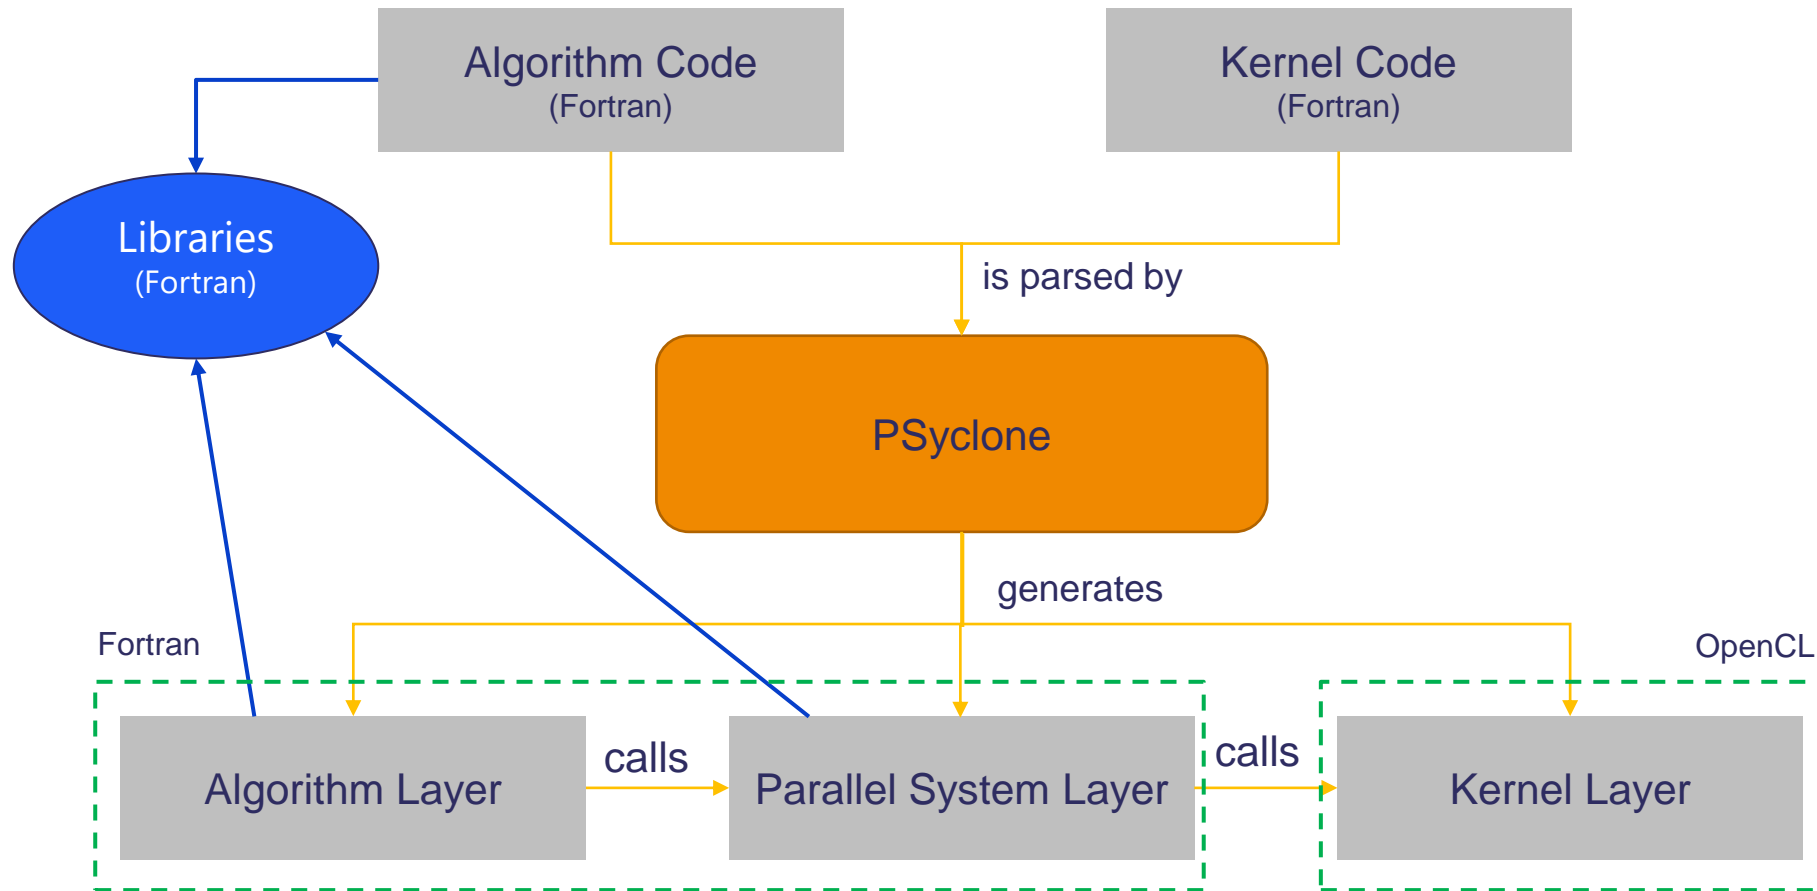 Algorithm Code
(Fortran)
Kernel Code
(Fortran)
Libraries
(Fortran)
is parsed by
PSyclone
generates
Fortran
OpenCL
Algorithm Layer
calls
Parallel System Layer
calls
Kernel Layer